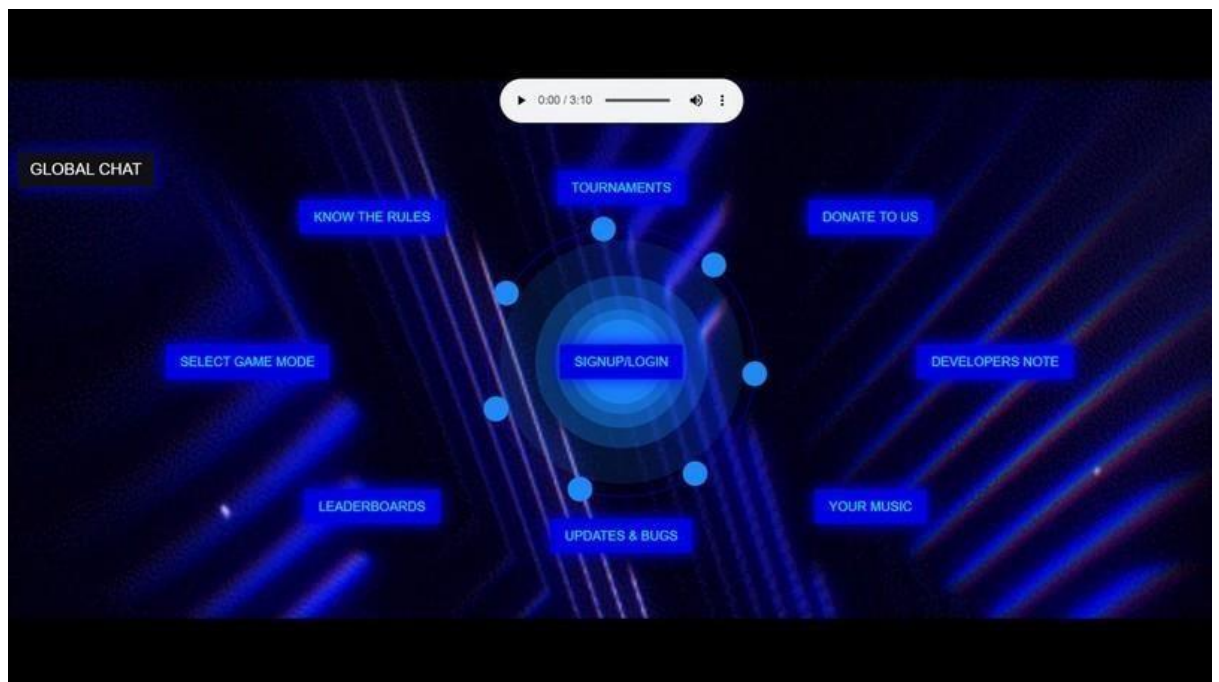 0:00 / 3:10
GLOBAL CHAT
TOURNAMENTS
KNOW THE RULES
DONATE TO US
SELECT GAME MODE
SIGNUP/LOGIN
DEVELOPERS NOTE
LEADERBOARDS
YOUR MUSIC
UPDATES & BUGS